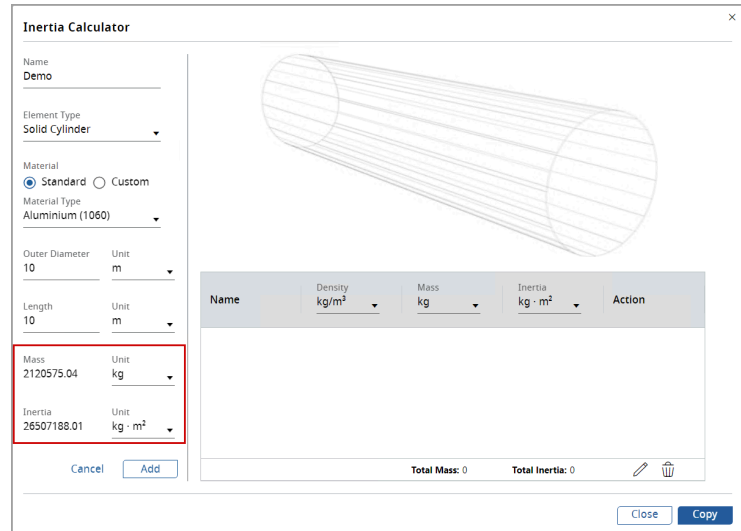 Inertia Calculator
×
Name
Demo
Element Type
Solid Cylinder
Material
Standard Custom
Material Type
Aluminium (1060)
Outer Diameter Unit
10 m
Length Unit
10 m
Mass Unit
2120575.04 kg
Inertia Unit
26507188.01 kg · m²
Cancel Add
Name Density kg/m³ Mass kg Inertia kg · m² Action
Total Mass: 0 Total Inertia: 0
Close Copy